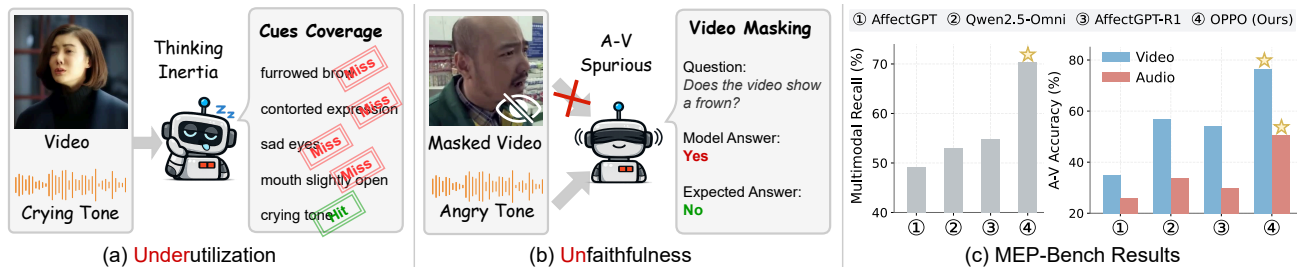 Thinking
Inertia
Video
Crying Tone
Cues Coverage
furrowed brow
Miss
contorted expression
Miss
sad eyes
Miss
mouth slightly open
Miss
crying tone
Hit
zz
(a) Underutilization
A-V
Spurious
Masked Video
Angry Tone
Video Masking
Question:
Does the video show
a frown?
Model Answer:
Yes
Expected Answer:
No
(b) Unfaithfulness
① AffectGPT ② Qwen2.5-Omni ③ AffectGPT-R1 ④ OPPO (Ours)
Multimodal Recall (%)
70
60
50
40
① ② ③ ④
A-V Accuracy (%)
80
60
40
20
Video
Audio
① ② ③ ④
(c) MEP-Bench Results